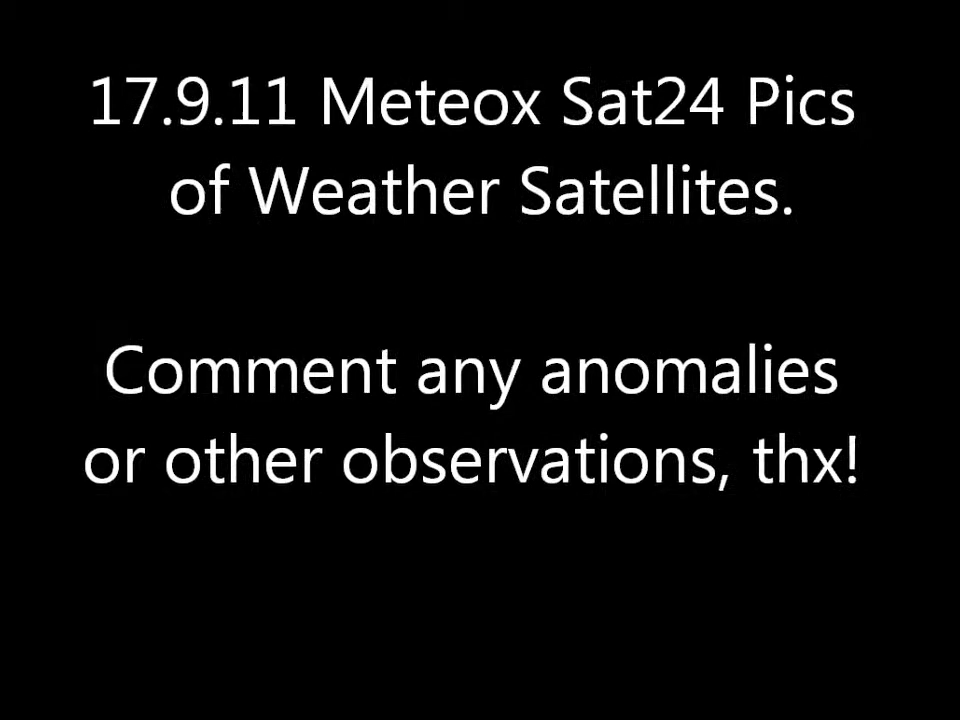 17.9.11 Meteox Sat24 Pics
of Weather Satellites.
Comment any anomalies
or other observations, thx!